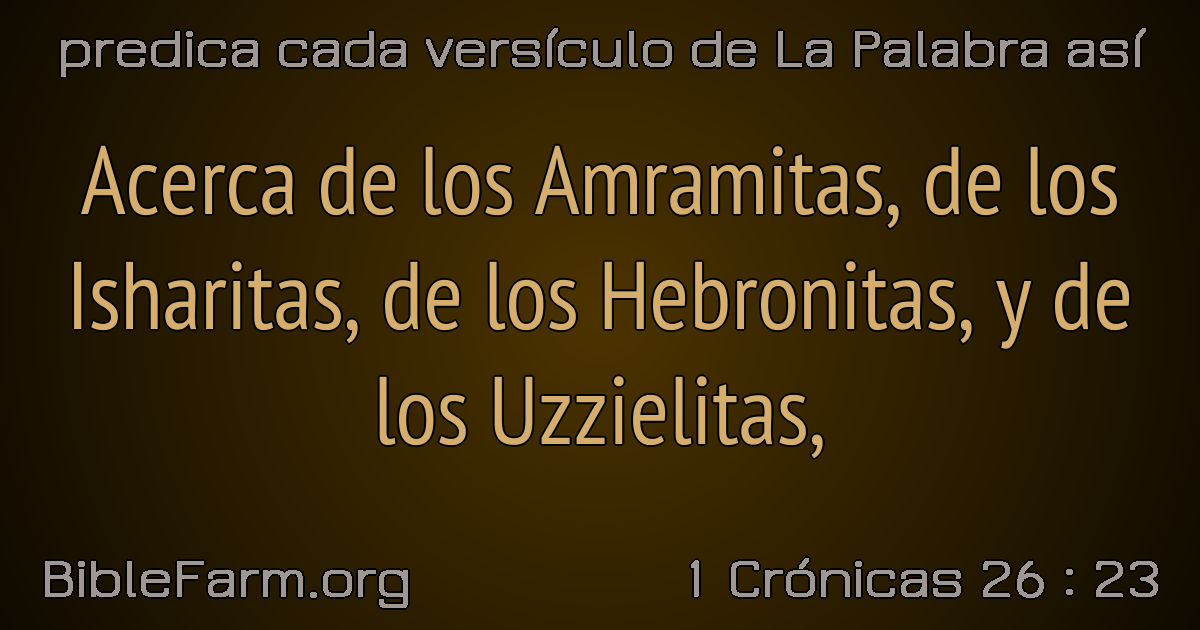 predica cada versículo de La Palabra así
Acerca de los Amramitas, de los
Isharitas, de los Hebronitas, y de
los Uzzielitas,
BibleFarm.org
1 Crónicas 26 : 23